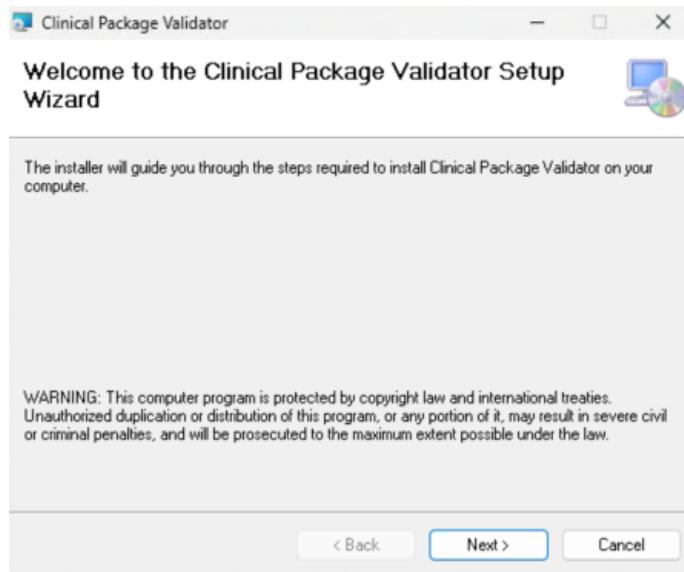 Clinical Package Validator
Welcome to the Clinical Package Validator Setup
Wizard
The installer will guide you through the steps required to install Clinical Package Validator on your
computer.
WARNING: This computer program is protected by copyright law and international treaties.
Unauthorized duplication or distribution of this program, or any portion of it, may result in severe civil
or criminal penalties, and will be prosecuted to the maximum extent possible under the law.
< Back Next > Cancel